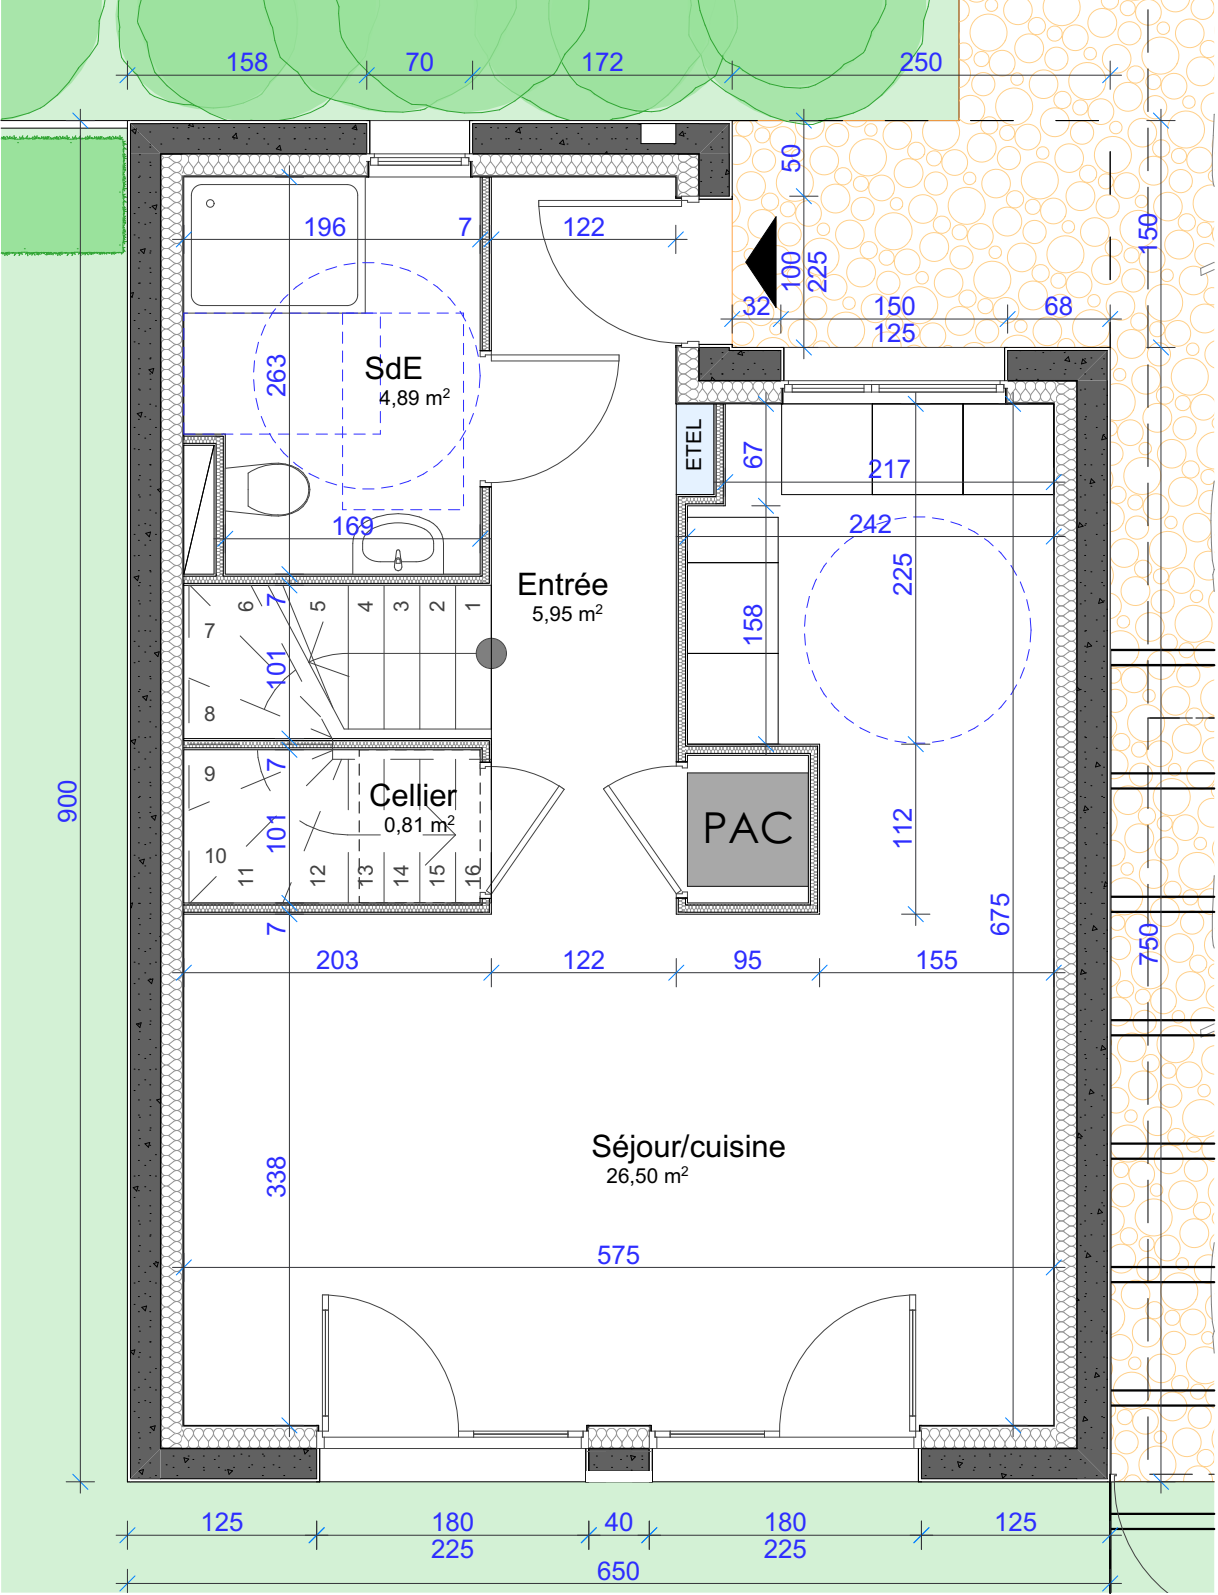 158 70 172 250
50
150
196 7 122
100
225
32 150 68
125
263
SdE
4,89 m²
ETEL
67
217
169
242
225
Entrée
5,95 m²
7
6 5 4 3 2 1
7
158
101
8
9
7
Cellier
0,81 m²
900
101
PAC
112
10
11 12 13 14 15 16
7
675
750
203 122 95 155
Séjour/cuisine
26,50 m²
338
575
125 180 40 180 125
225 225
650